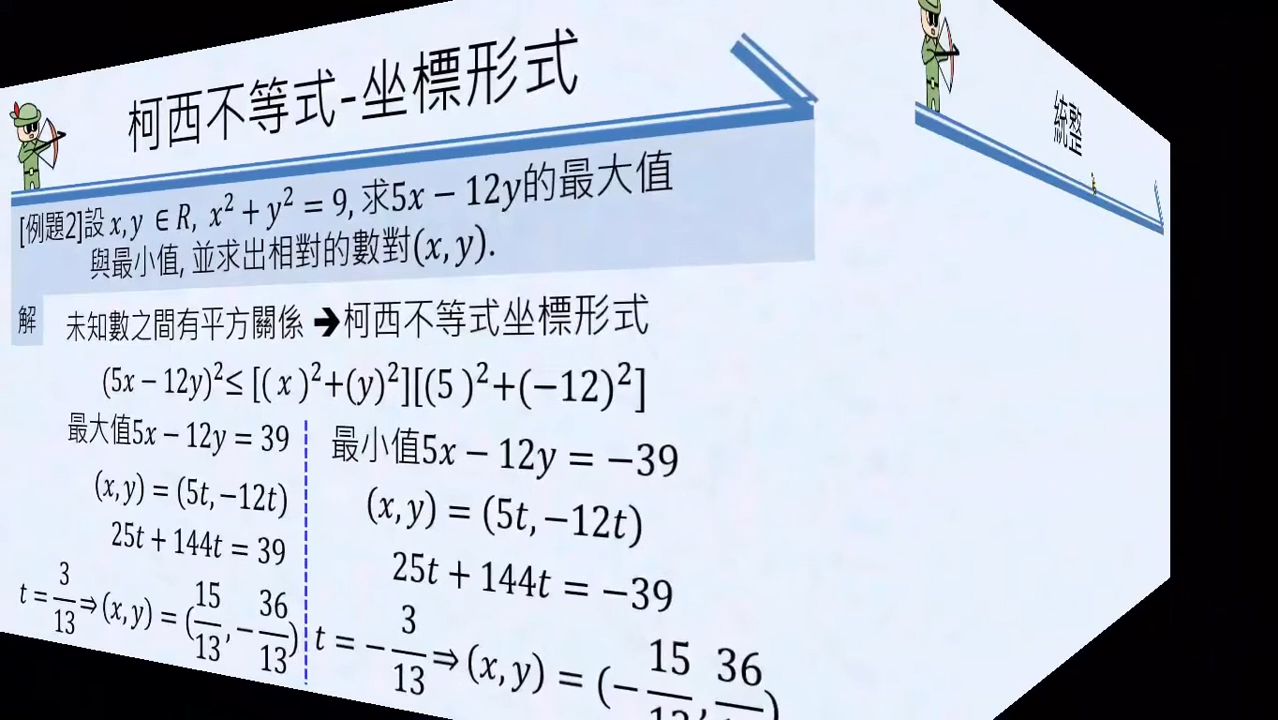 柯西不等式-坐標形式
[例題2]設 x,y ∈ R, x² + y² = 9, 求5x − 12y的最大值
與最小值, 並求出相對的數對(x, y).
解
未知數之間有平方關係 ➔柯西不等式坐標形式
(5x − 12y)²≤ [( x )²+(y)²][(5 )²+(−12)²]
最大值5x − 12y = 39
(x, y) = (5t, −12t)
25t + 144t = 39
t = 3/13 ⇒ (x, y) = (15/13, − 36/13)
最小值5x − 12y = −39
(x, y) = (5t, −12t)
25t + 144t = −39
t = − 3/13 ⇒ (x, y) = (− 15/13, 36/
統整